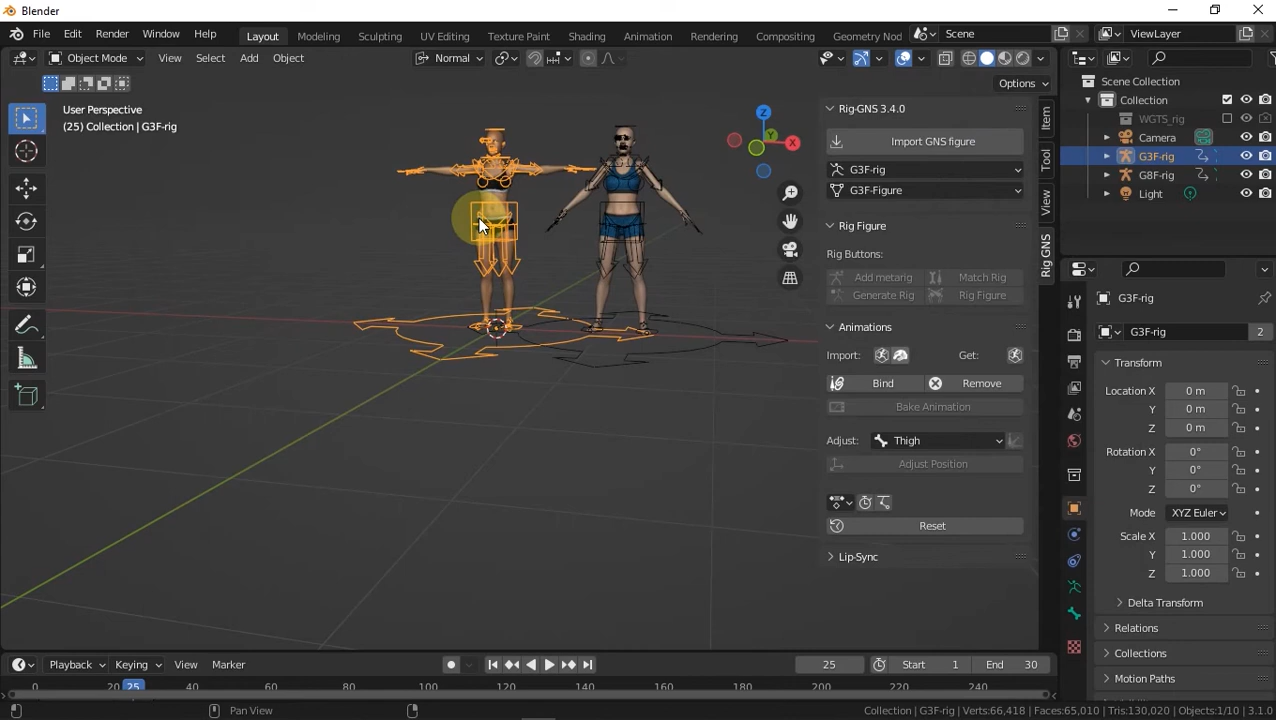 Blender
File Edit Render Window Help Layout Modeling Sculpting UV Editing Texture Paint Shading Animation Rendering Compositing Geometry Nod Scene ViewLayer
Object Mode View Select Add Object Normal
Options
User Perspective
(25) Collection | G3F-rig
Z
Y
X
Rig-GNS 3.4.0
Import GNS figure
G3F-rig
G3F-Figure
Rig Figure
Rig Buttons:
Add metarig Match Rig
Generate Rig Rig Figure
Animations
Import: Get:
Bind Remove
Bake Animation
Adjust: Thigh
Adjust Position
Reset
Lip-Sync
Item
Tool
View
Rig GNS
Scene Collection
Collection
WGTS_rig
Camera
G3F-rig
G8F-rig
Light
G3F-rig
G3F-rig 2
Transform
Location X 0 m
Y 0 m
Z 0 m
Rotation X 0°
Y 0°
Z 0°
Mode XYZ Euler
Scale X 1.000
Y 1.000
Z 1.000
Delta Transform
Relations
Collections
Motion Paths
Playback Keying View Marker 25 Start 1 End 30
0 20 25 40 60 80 100 120 140 160 180 200 220 240
Pan View Collection | G3F-rig | Verts:66,418 | Faces:65,010 | Tris:130,020 | Objects:1/10 | 3.1.0